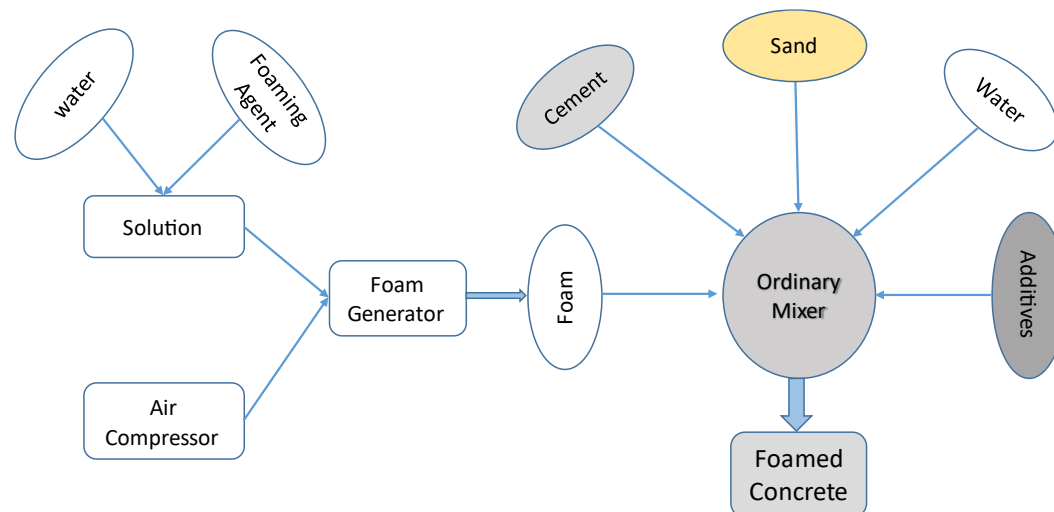 water
Foaming
Agent
Cement
Sand
Water
Solution
Foam
Generator
Foam
Ordinary
Mixer
Additives
Air
Compressor
Foamed
Concrete